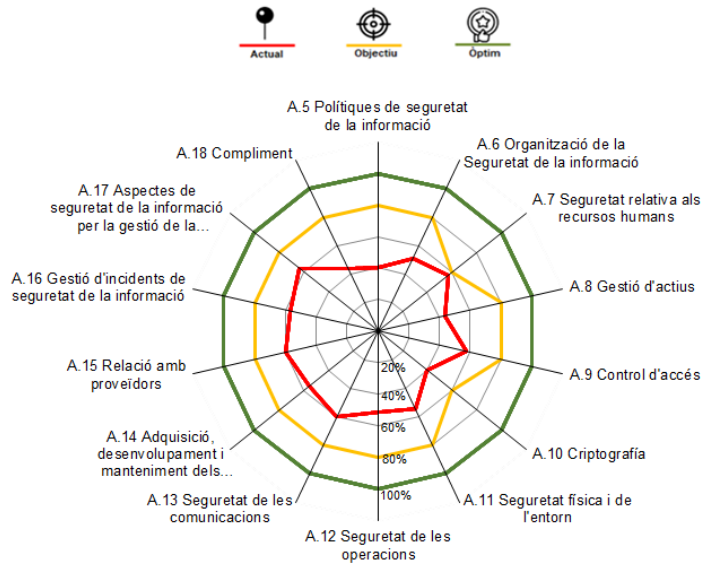 Actual
Objectiu
Òptim
A.5 Polítiques de seguretat
de la informació
A.6 Organització de la
Seguretat de la informació
A.7 Seguretat relativa als
recursos humans
A.8 Gestió d'actius
A.9 Control d'accés
A.10 Criptografía
A.11 Seguretat física i de
l'entorn
A.12 Seguretat de les
operacions
A.13 Seguretat de les
comunicacions
A.14 Adquisició,
desenvolupament i
manteniment dels...
A.15 Relació amb
proveïdors
A.16 Gestió d'incidents de
seguretat de la informació
A.17 Aspectes de
seguretat de la informació
per la gestió de la...
A.18 Compliment
20%
40%
60%
80%
100%